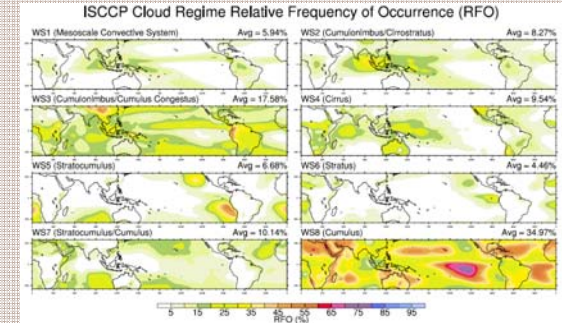 ISCCP Cloud Regime Relative Frequency of Occurrence (RFO)
WS1 (Mesoscale Convective System) Avg = 5.94%
WS2 (Cumulonimbus/Cirrostratus) Avg = 8.27%
WS3 (Cumulonimbus/Cumulus Congestus) Avg = 17.58%
WS4 (Cirrus) Avg = 9.54%
WS5 (Stratocumulus) Avg = 6.68%
WS6 (Stratus) Avg = 4.46%
WS7 (Stratocumulus/Cumulus) Avg = 10.14%
WS8 (Cumulus) Avg = 34.97%
5 15 25 35 45 55 65 75 85 95
RFO (%)